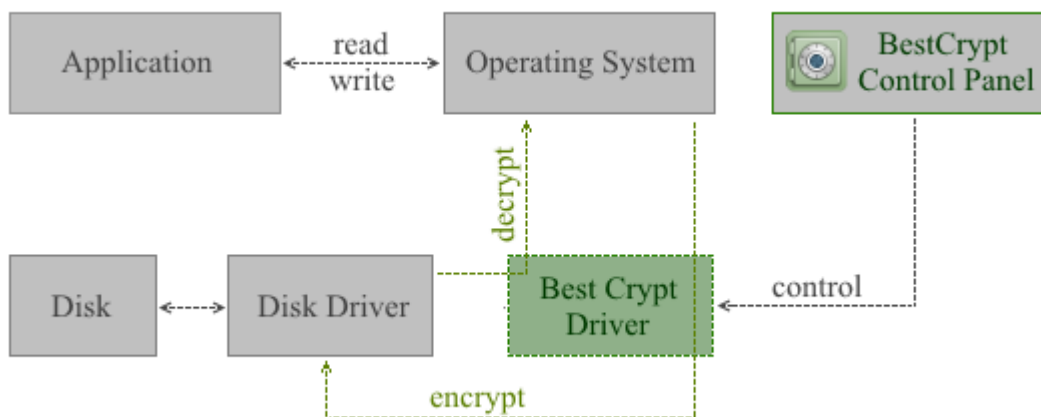 Application
read
write
Operating System
BestCrypt
Control Panel
decrypt
Disk
Disk Driver
Best Crypt
Driver
control
encrypt